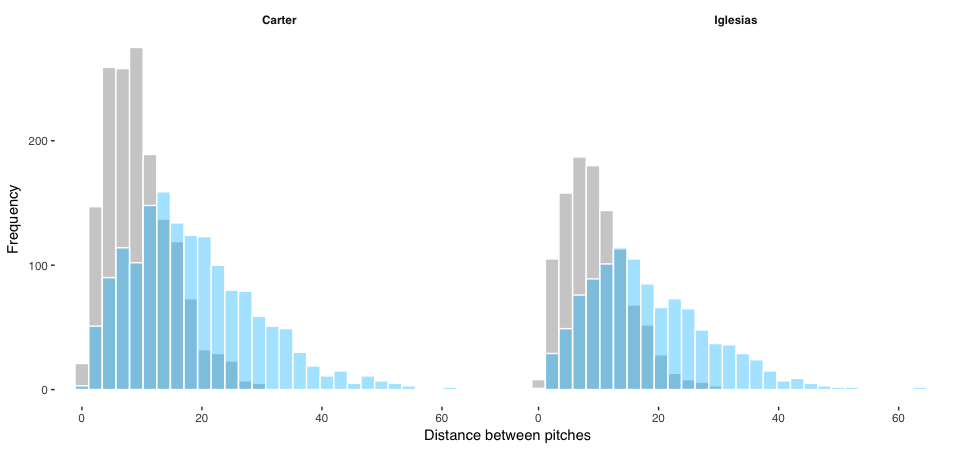 Carter
Iglesias
Frequency
200
100
0
0 20 40 60
0 20 40 60
Distance between pitches